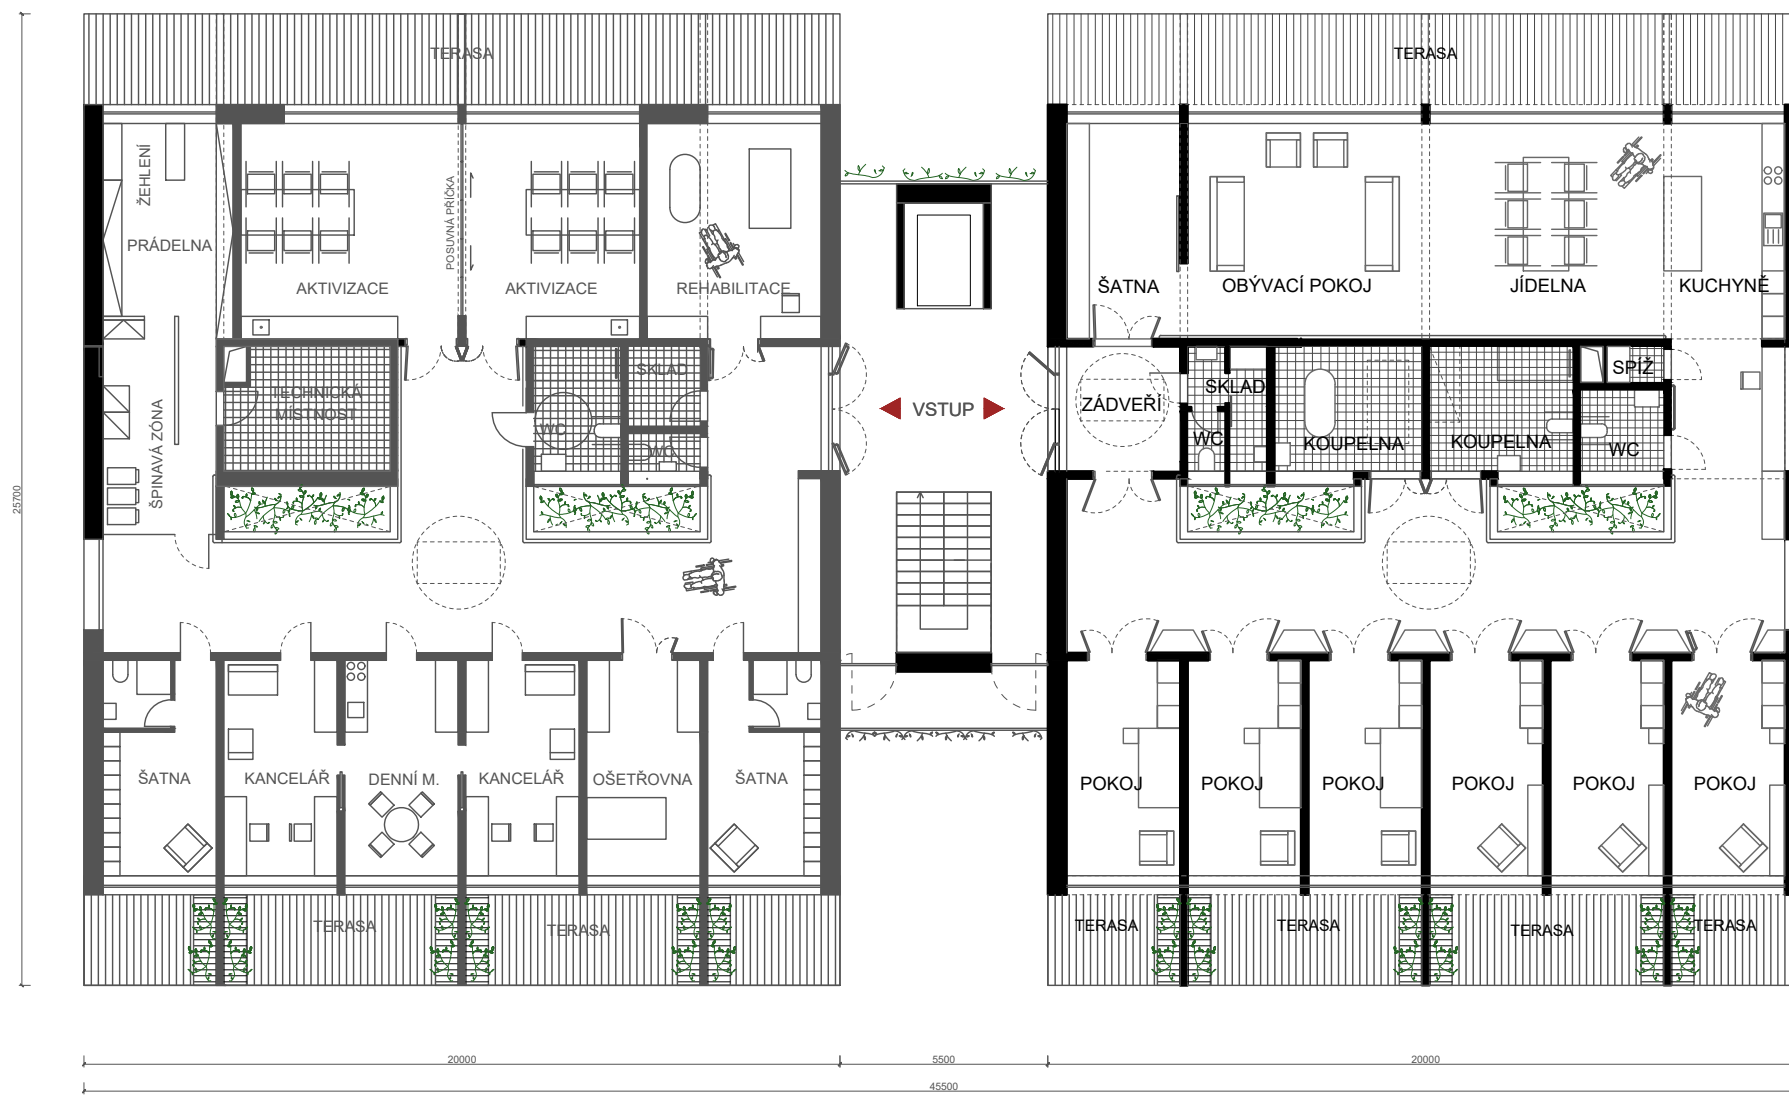 TERASA
TERASA
ŽEHLENÍ
PRÁDELNA
POSUVNÁ PŘÍČKA
AKTIVIZACE
AKTIVIZACE
REHABILITACE
ŠATNA
OBÝVACÍ POKOJ
JÍDELNA
KUCHYNĚ
TECHNICKÁ
MÍSTNOST
SKLAD
WC
WC
ŠPINAVÁ ZÓNA
VSTUP
ZÁDVEŘÍ
SKLAD
WC
KOUPELNA
KOUPELNA
SPÍŽ
WC
25700
ŠATNA
KANCELÁŘ
DENNÍ M.
KANCELÁŘ
OŠETŘOVNA
ŠATNA
POKOJ
POKOJ
POKOJ
POKOJ
POKOJ
POKOJ
TERASA
TERASA
TERASA
TERASA
TERASA
TERASA
20000
5500
20000
45500